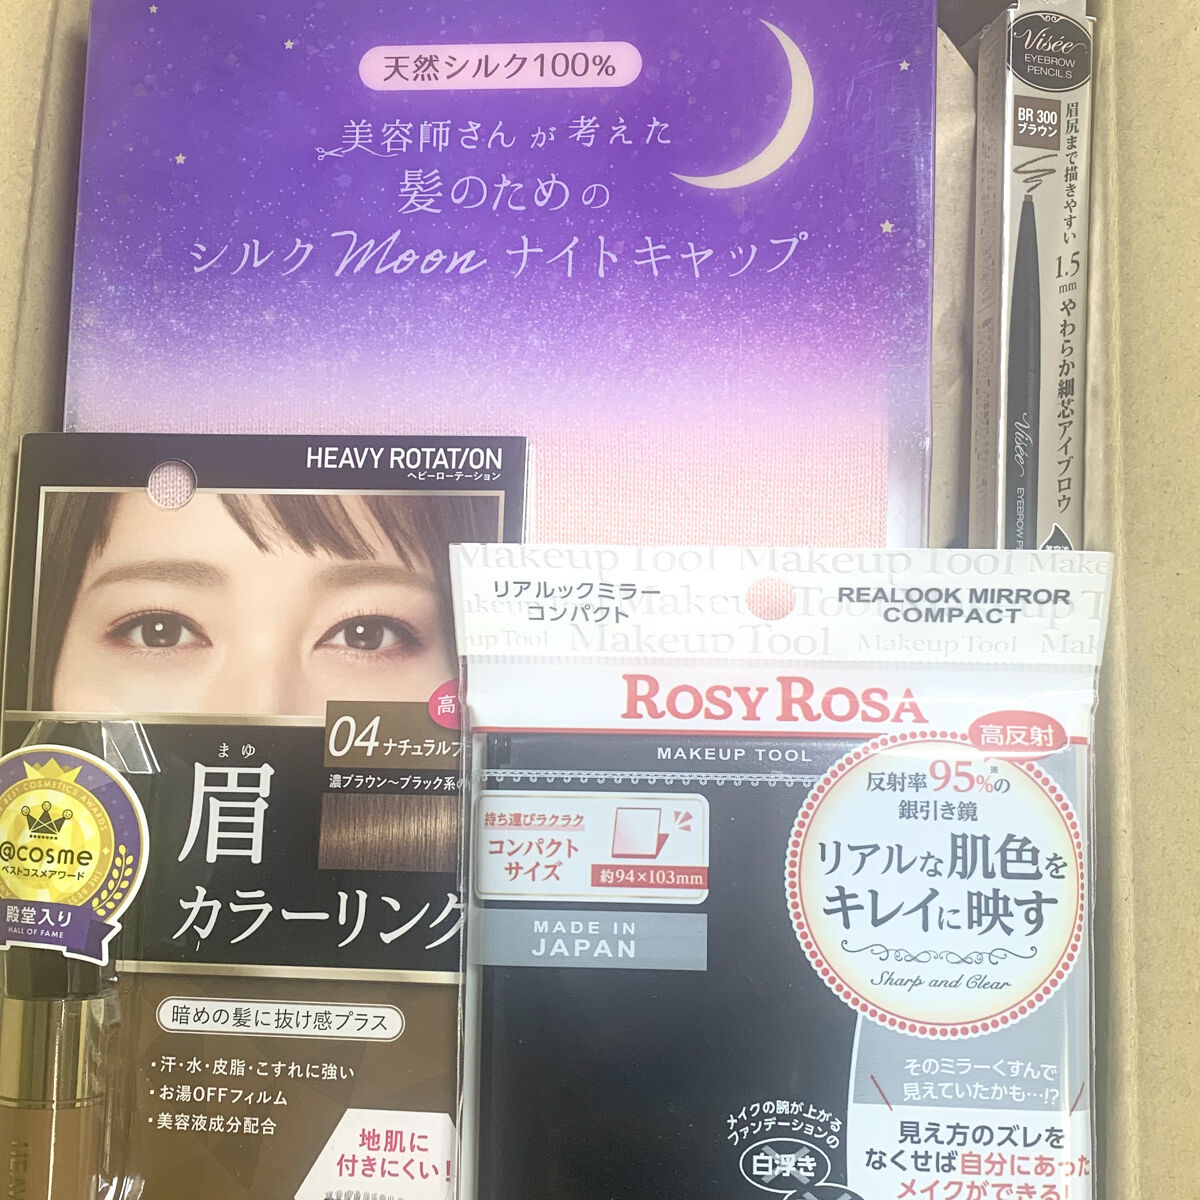 天然シルク100%
美容師さんが考えた
髪のための
シルクMoonナイトキャップ
Visée
EYEBROW
PENCIL S
BR 300
ブラウン
眉尻まで描きやすい
1.5mm やわらか細芯アイブロウ
Visée
HEAVY ROTAT/ON
ヘビーローテーション
高
04 ナチュラルブ
濃ブラウン〜ブラック系の
まゆ
眉
カラーリング
BEST COSMETICS AWARDS
@cosme
ベストコスメアワード
殿堂入り
HALL OF FAME
暗めの髪に抜け感プラス
・汗・水・皮脂・こすれに強い
・お湯OFFフィルム
・美容液成分配合
地肌に
付きにくい!
Makeup Tool
リアルックミラー
コンパクト
REALOOK MIRROR
COMPACT
ROSY ROSA
MAKEUP TOOL
持ち運びラクラク
コンパクト
サイズ
約94×103mm
MADE IN
JAPAN
高反射
反射率95%※の
銀引き鏡
リアルな肌色を
キレイに映す
Sharp and Clear
そのミラーくすんで
見えていたかも…!?
見え方のズレを
なくせば自分にあった
メイクができる!
メイクの腕が上がる
ファンデーションの
白浮き